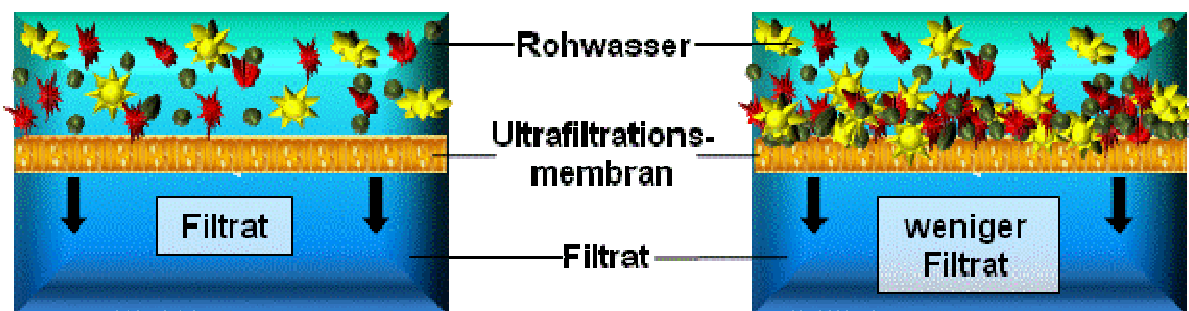 Rohwasser
Ultrafiltrations-
membran
Filtrat
Filtrat
weniger
Filtrat